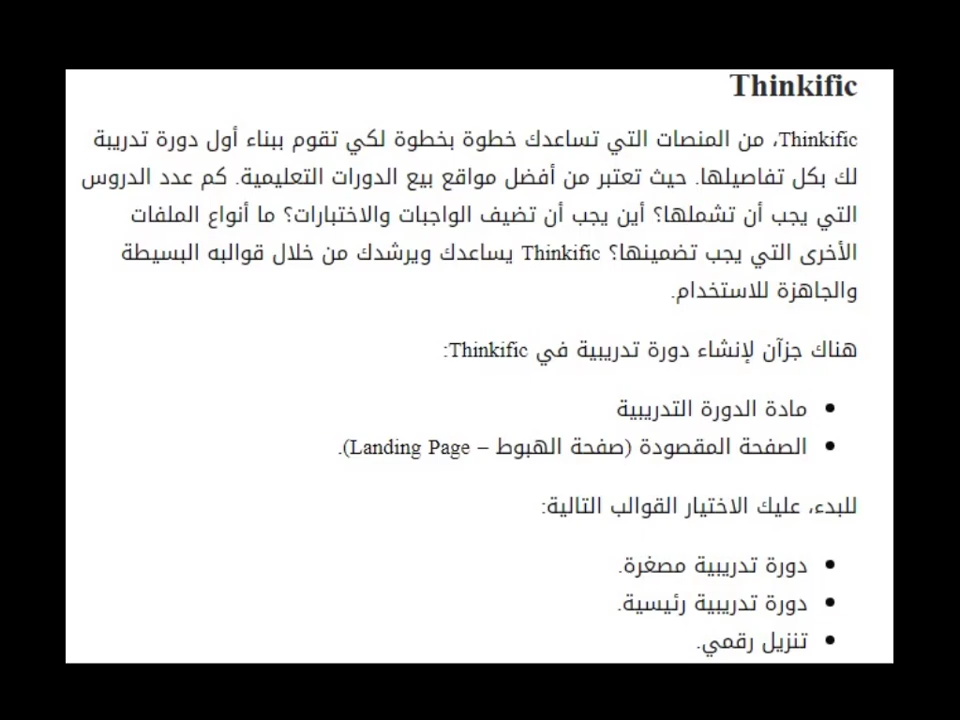 Thinkific
Thinkific، من المنصات التي تساعدك خطوة بخطوة لكي تقوم ببناء أول دورة تدريبة
لك بكل تفاصيلها. حيث تعتبر من أفضل مواقع بيع الدورات التعليمية. كم عدد الدروس
التي يجب أن تشملها؟ أين يجب أن تضيف الواجبات والاختبارات؟ ما أنواع الملفات
الأخرى التي يجب تضمينها؟ Thinkific يساعدك ويرشدك من خلال قوالبه البسيطة
والجاهزة للاستخدام.
هناك جزآن لإنشاء دورة تدريبية في Thinkific:
• مادة الدورة التدريبية
• الصفحة المقصودة (صفحة الهبوط – Landing Page).
للبدء، عليك الاختيار القوالب التالية:
• دورة تدريبية مصغرة.
• دورة تدريبية رئيسية.
• تنزيل رقمي.